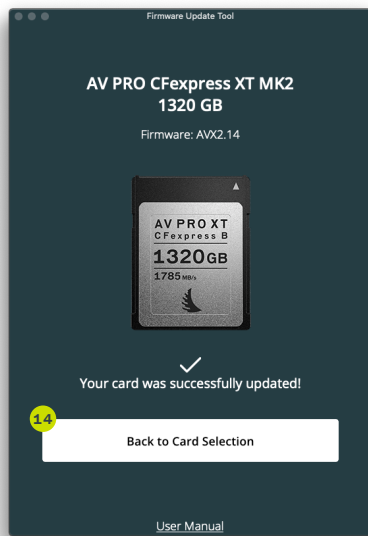 Firmware Update Tool
AV PRO CFexpress XT MK2
1320 GB
Firmware: AVX2.14
AV PRO XT
CFexpress B
1320GB
1785 MB/s
Your card was successfully updated!
14
Back to Card Selection
User Manual